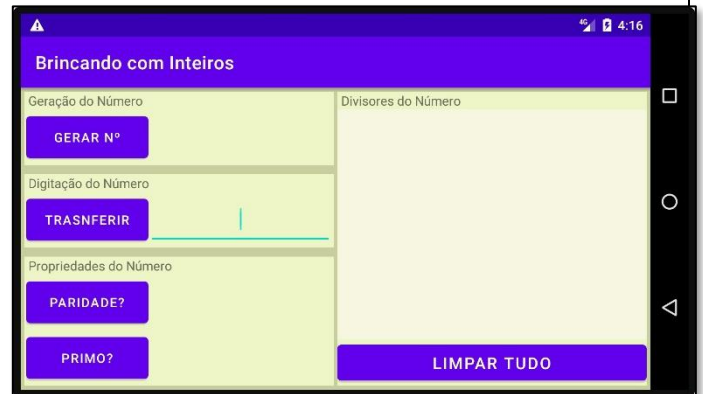 4G 4:16
Brincando com Inteiros
Geração do Número
GERAR Nº
Digitação do Número
TRASNFERIR
Propriedades do Número
PARIDADE?
PRIMO?
Divisores do Número
LIMPAR TUDO